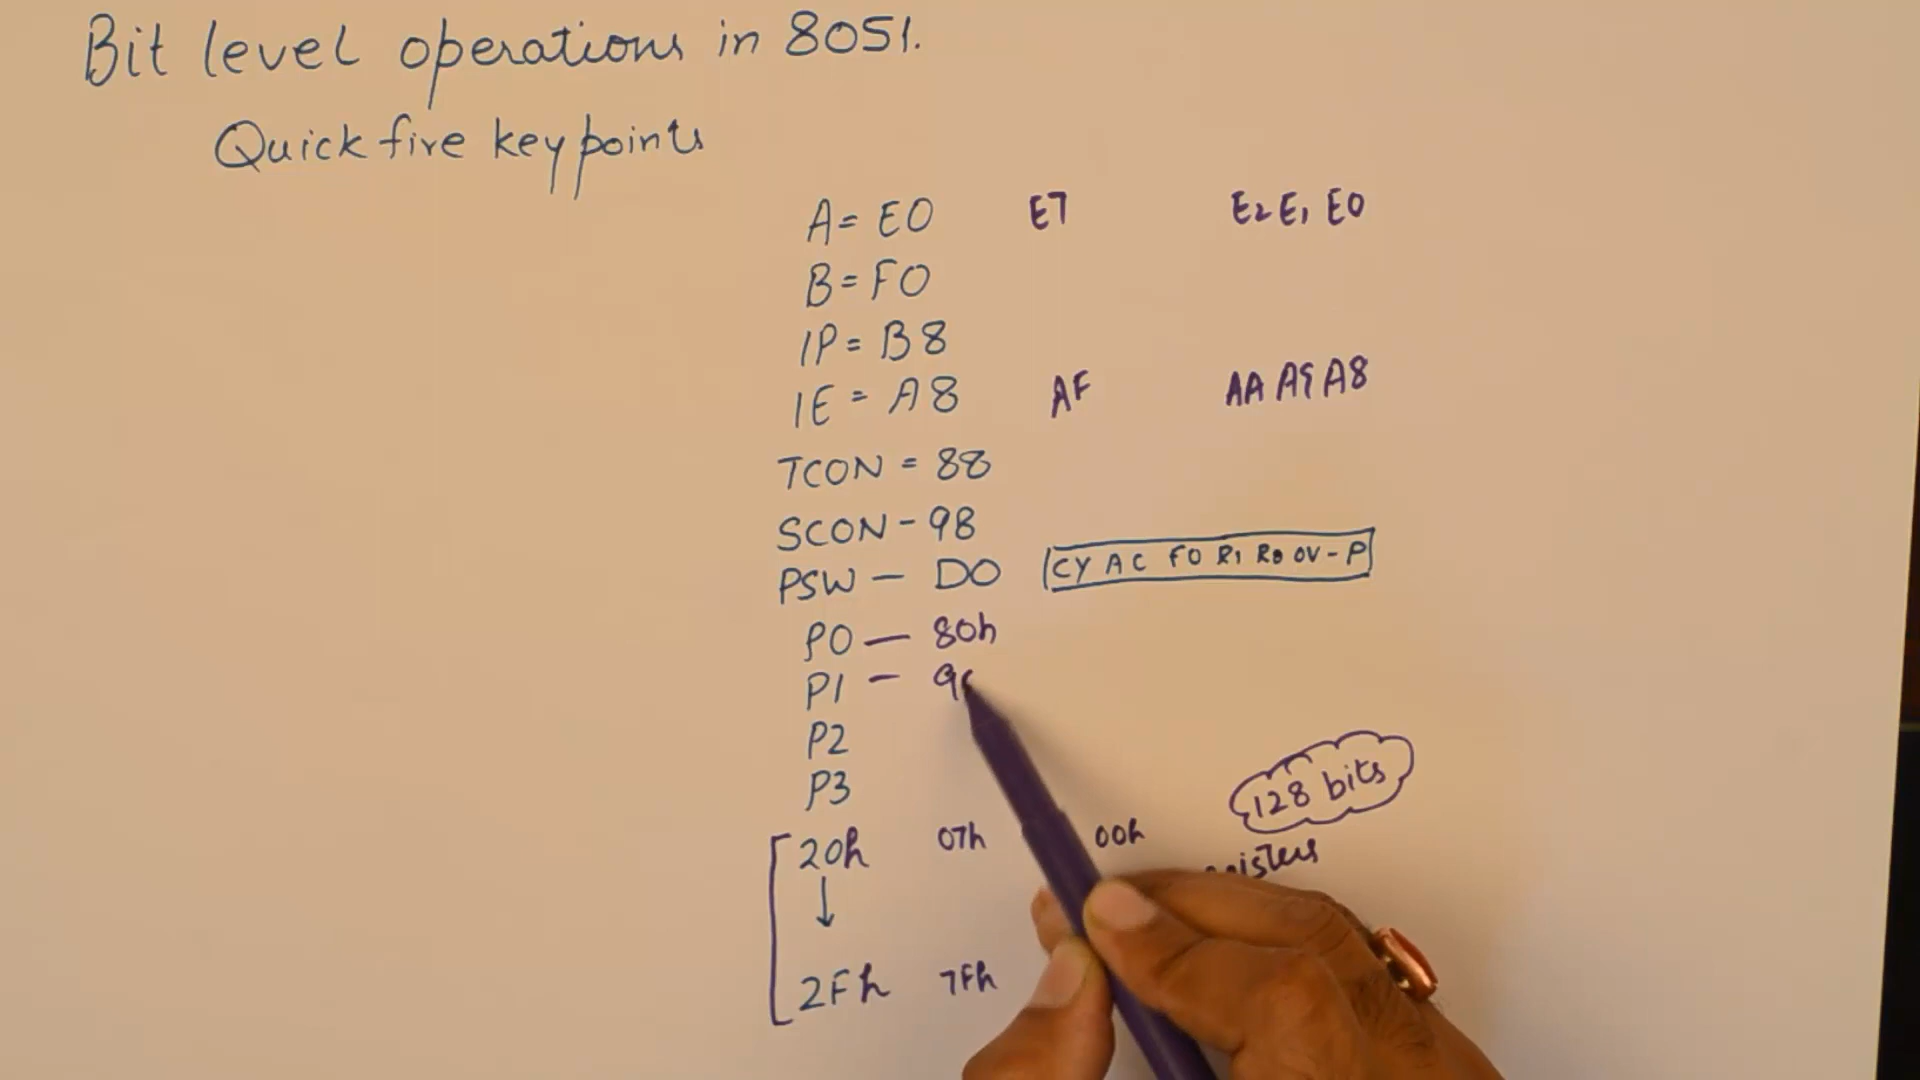 Bit level operations in 8051.
Quick fire key points
A = E0 E7 E2 E1 E0
B = F0
IP = B8
IE = A8 AF AA A9 A8
TCON = 88
SCON - 98
PSW - D0 CY AC F0 R1 R0 OV - P
P0 - 80h
P1 - 9
P2
P3
128 bits
20h 07h 00h
↓
2Fh 7Fh